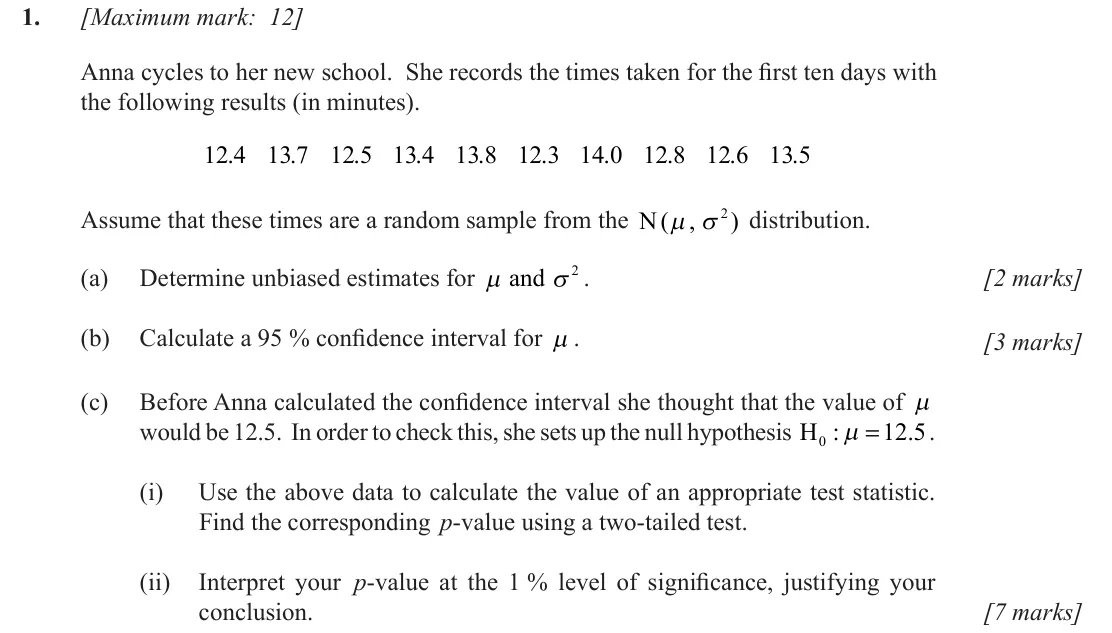 1. [Maximum mark: 12]
Anna cycles to her new school. She records the times taken for the first ten days with
the following results (in minutes).
12.4 13.7 12.5 13.4 13.8 12.3 14.0 12.8 12.6 13.5
Assume that these times are a random sample from the N(μ, σ²) distribution.
(a) Determine unbiased estimates for μ and σ². [2 marks]
(b) Calculate a 95 % confidence interval for μ. [3 marks]
(c) Before Anna calculated the confidence interval she thought that the value of μ
would be 12.5. In order to check this, she sets up the null hypothesis H₀ : μ = 12.5.
(i) Use the above data to calculate the value of an appropriate test statistic.
Find the corresponding p-value using a two-tailed test.
(ii) Interpret your p-value at the 1 % level of significance, justifying your
conclusion. [7 marks]